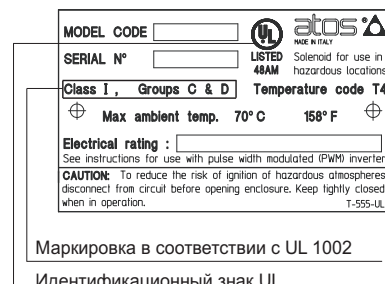 MODEL CODE
SERIAL N°
UL
atos
MADE IN ITALY
LISTED
48AM
Solenoid for use in
hazardous locations
Class I, Groups C & D
Temperature code T4
Max ambient temp. 70°C 158°F
Electrical rating :
See instructions for use with pulse width modulated (PWM) inverter
CAUTION: To reduce the risk of ignition of hazardous atmospheres
disconnect from circuit before opening enclosure. Keep tightly closed
when in operation.
T-555-UL
Маркировка в соответствии с UL 1002
Идентификационный знак UL